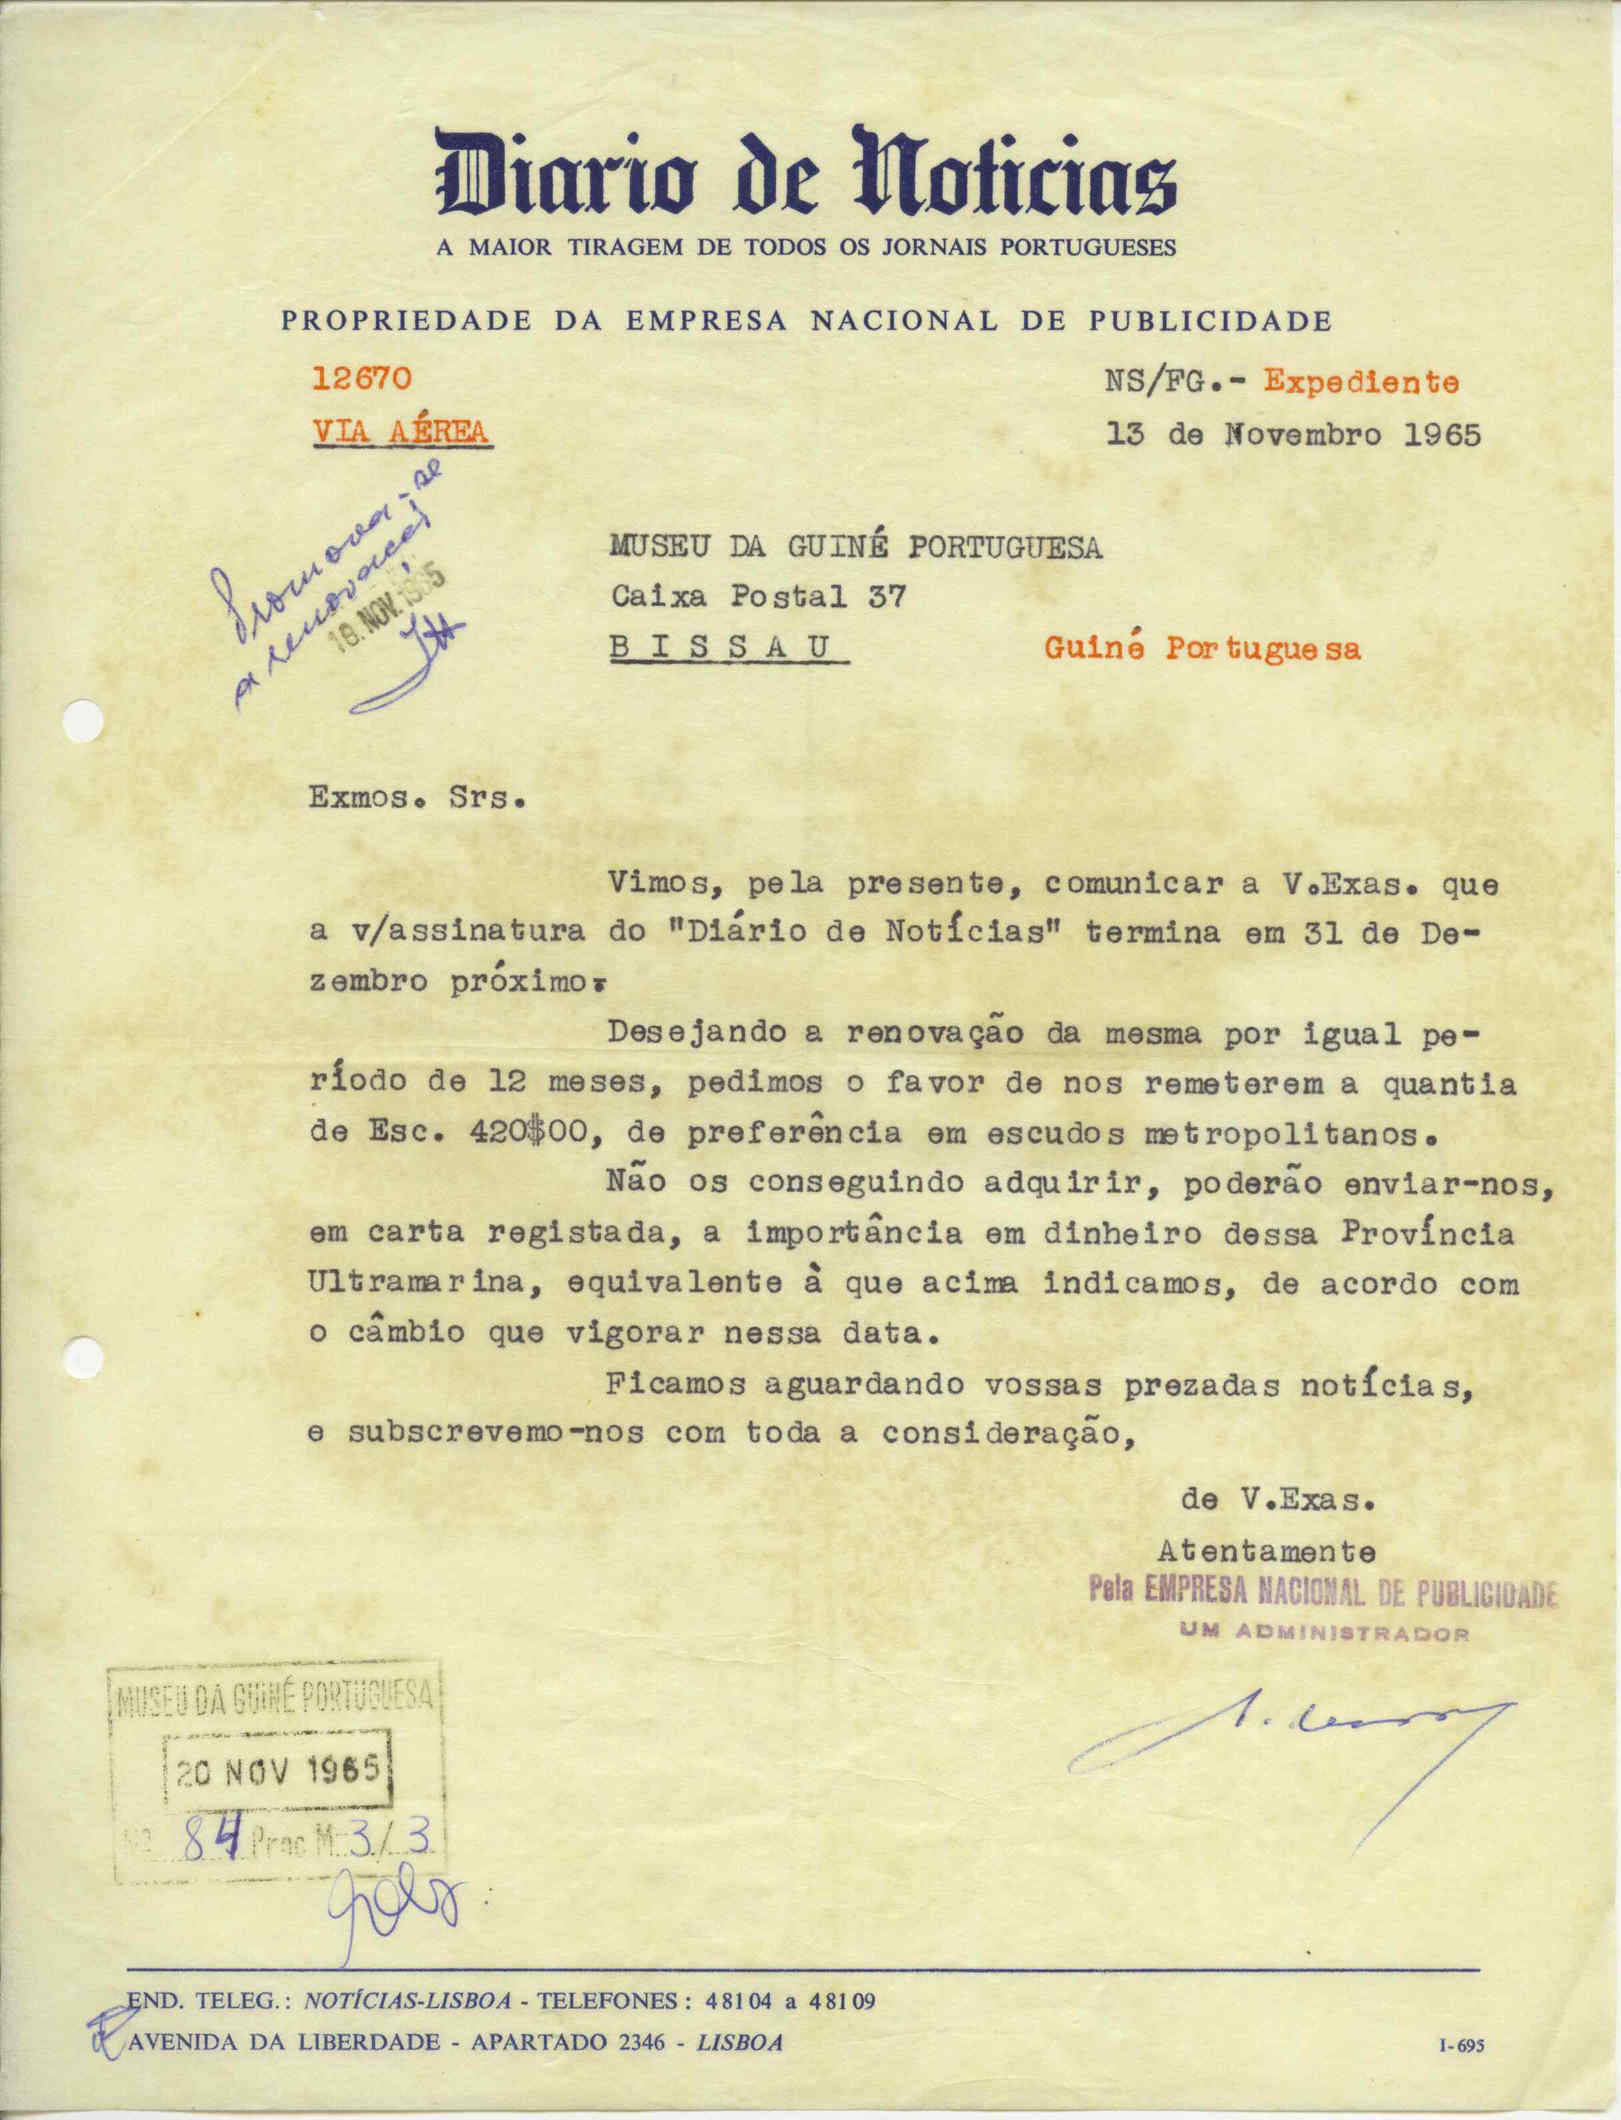 Diario de Noticias
A MAIOR TIRAGEM DE TODOS OS JORNAIS PORTUGUESES
PROPRIEDADE DA EMPRESA NACIONAL DE PUBLICIDADE
12670
NS/FG.- Expediente
VIA AÉREA
13 de Novembro 1965
Promova-se
a renovação
18.NOV.1965
MUSEU DA GUINÉ PORTUGUESA
Caixa Postal 37
BISSAU Guiné Portuguesa
Exmos. Srs.
Vimos, pela presente, comunicar a V.Exas. que
a v/assinatura do "Diário de Notícias" termina em 31 de De-
zembro próximo.
Desejando a renovação da mesma por igual pe-
ríodo de 12 meses, pedimos o favor de nos remeterem a quantia
de Esc. 420$00, de preferência em escudos metropolitanos.
Não os conseguindo adquirir, poderão enviar-nos,
em carta registada, a importância em dinheiro dessa Província
Ultramarina, equivalente à que acima indicamos, de acordo com
o câmbio que vigorar nessa data.
Ficamos aguardando vossas prezadas notícias,
e subscrevemo-nos com toda a consideração,
de V.Exas.
Atentamente
Pela EMPRESA NACIONAL DE PUBLICIDADE
UM ADMINISTRADOR
MUSEU DA GUINÉ PORTUGUESA
20 NOV 1965
Nº 84 Proc M. 3/3
END. TELEG.: NOTÍCIAS-LISBOA - TELEFONES: 48104 a 48109
AVENIDA DA LIBERDADE - APARTADO 2346 - LISBOA
I-695